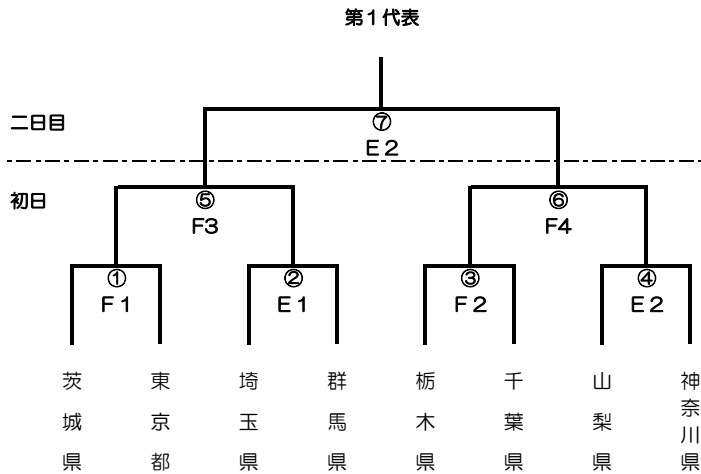 第１代表
二日目
⑦
Ｅ２
初日
⑤
F3
⑥
F4
①
Ｆ１
②
Ｅ１
③
Ｆ２
④
Ｅ２
茨城県
東京都
埼玉県
群馬県
栃木県
千葉県
山梨県
神奈川県